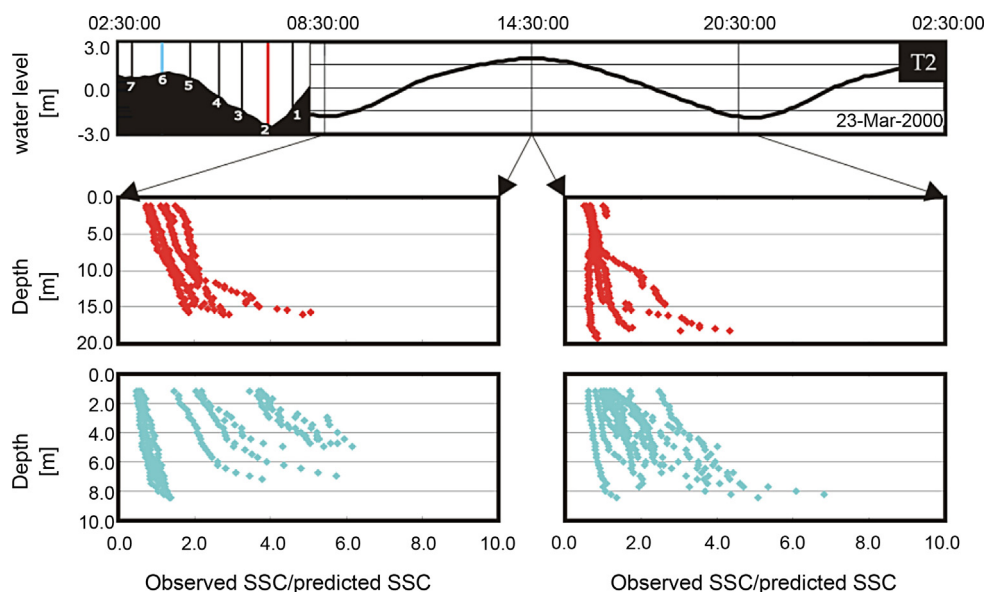 02:30:00 08:30:00 14:30:00 20:30:00 02:30:00
water level
[m]
3.0
0.0
-3.0
7 6 5 4 3 2 1
T2
23-Mar-2000
Depth
[m]
0.0
5.0
10.0
15.0
20.0
Depth
[m]
0.0
2.0
4.0
6.0
8.0
10.0
0.0 2.0 4.0 6.0 8.0 10.0 0.0 2.0 4.0 6.0 8.0 10.0
Observed SSC/predicted SSC Observed SSC/predicted SSC